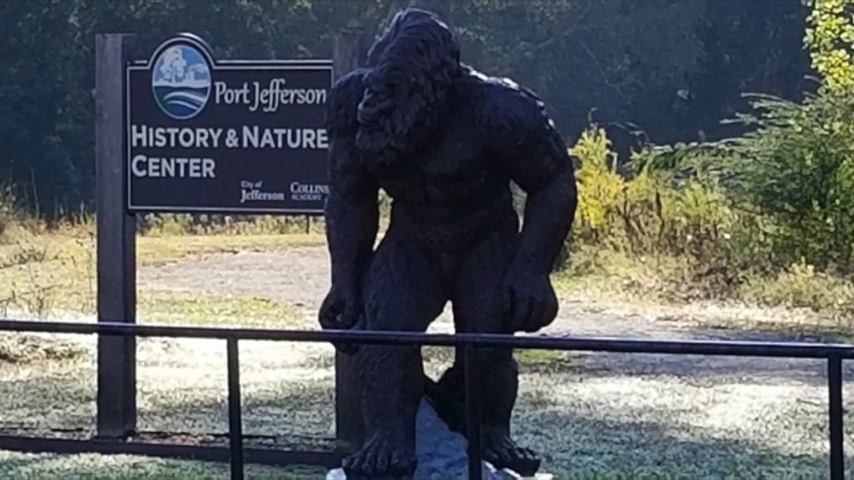 Port Jefferson
HISTORY & NATURE
CENTER
City of
Jefferson
COLLINS
ACADEMY